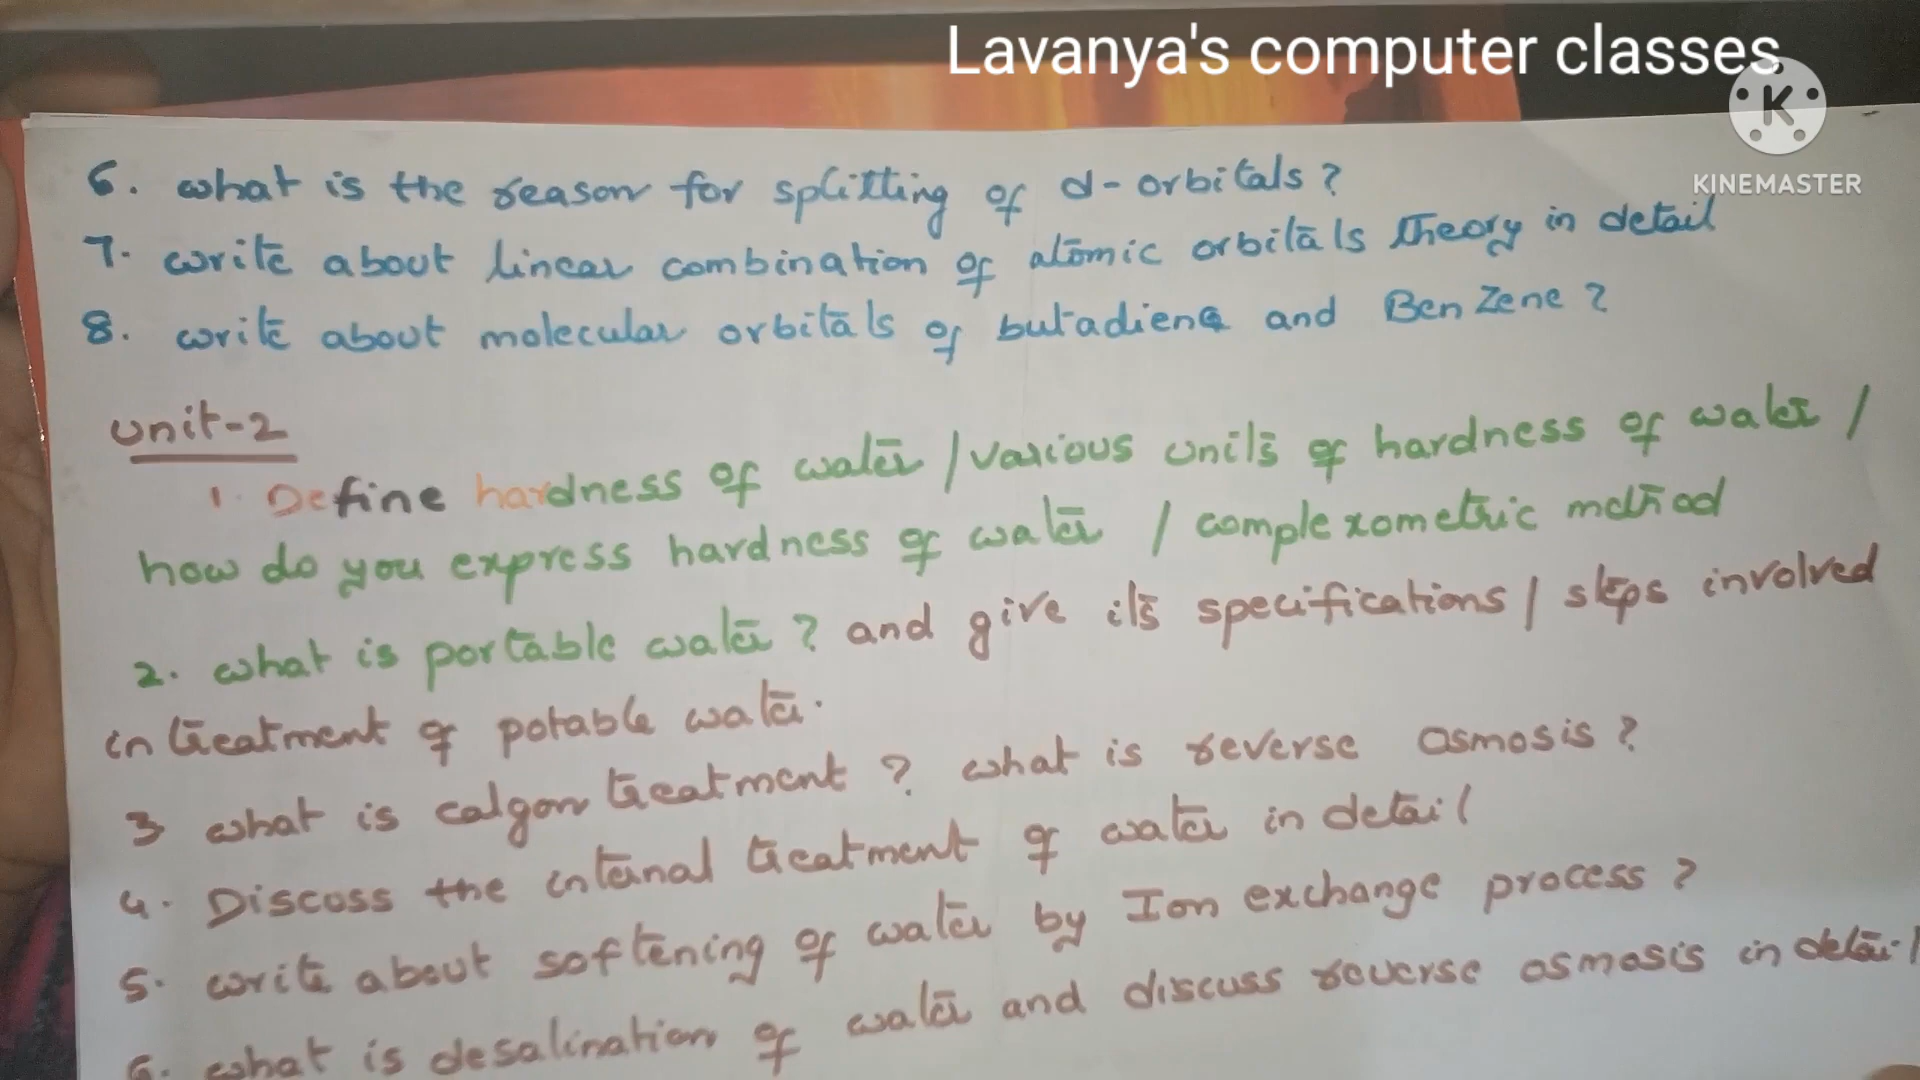 Lavanya's computer classes
KINEMASTER
6. what is the reason for splitting of d-orbitals?
7. write about linear combination of atomic orbitals theory in detail
8. write about molecular orbitals of butadiene and Benzene?
unit-2
1. Define hardness of water / various units of hardness of water /
how do you express hardness of water / complexometric method
2. what is portable water? and give its specifications / steps involved
in treatment of potable water.
3 what is calgon treatment? what is reverse osmosis?
4. Discuss the internal treatment of water in detail
5. write about softening of water by Ion exchange process?
6. what is desalination of water and discuss reverse osmosis in detail